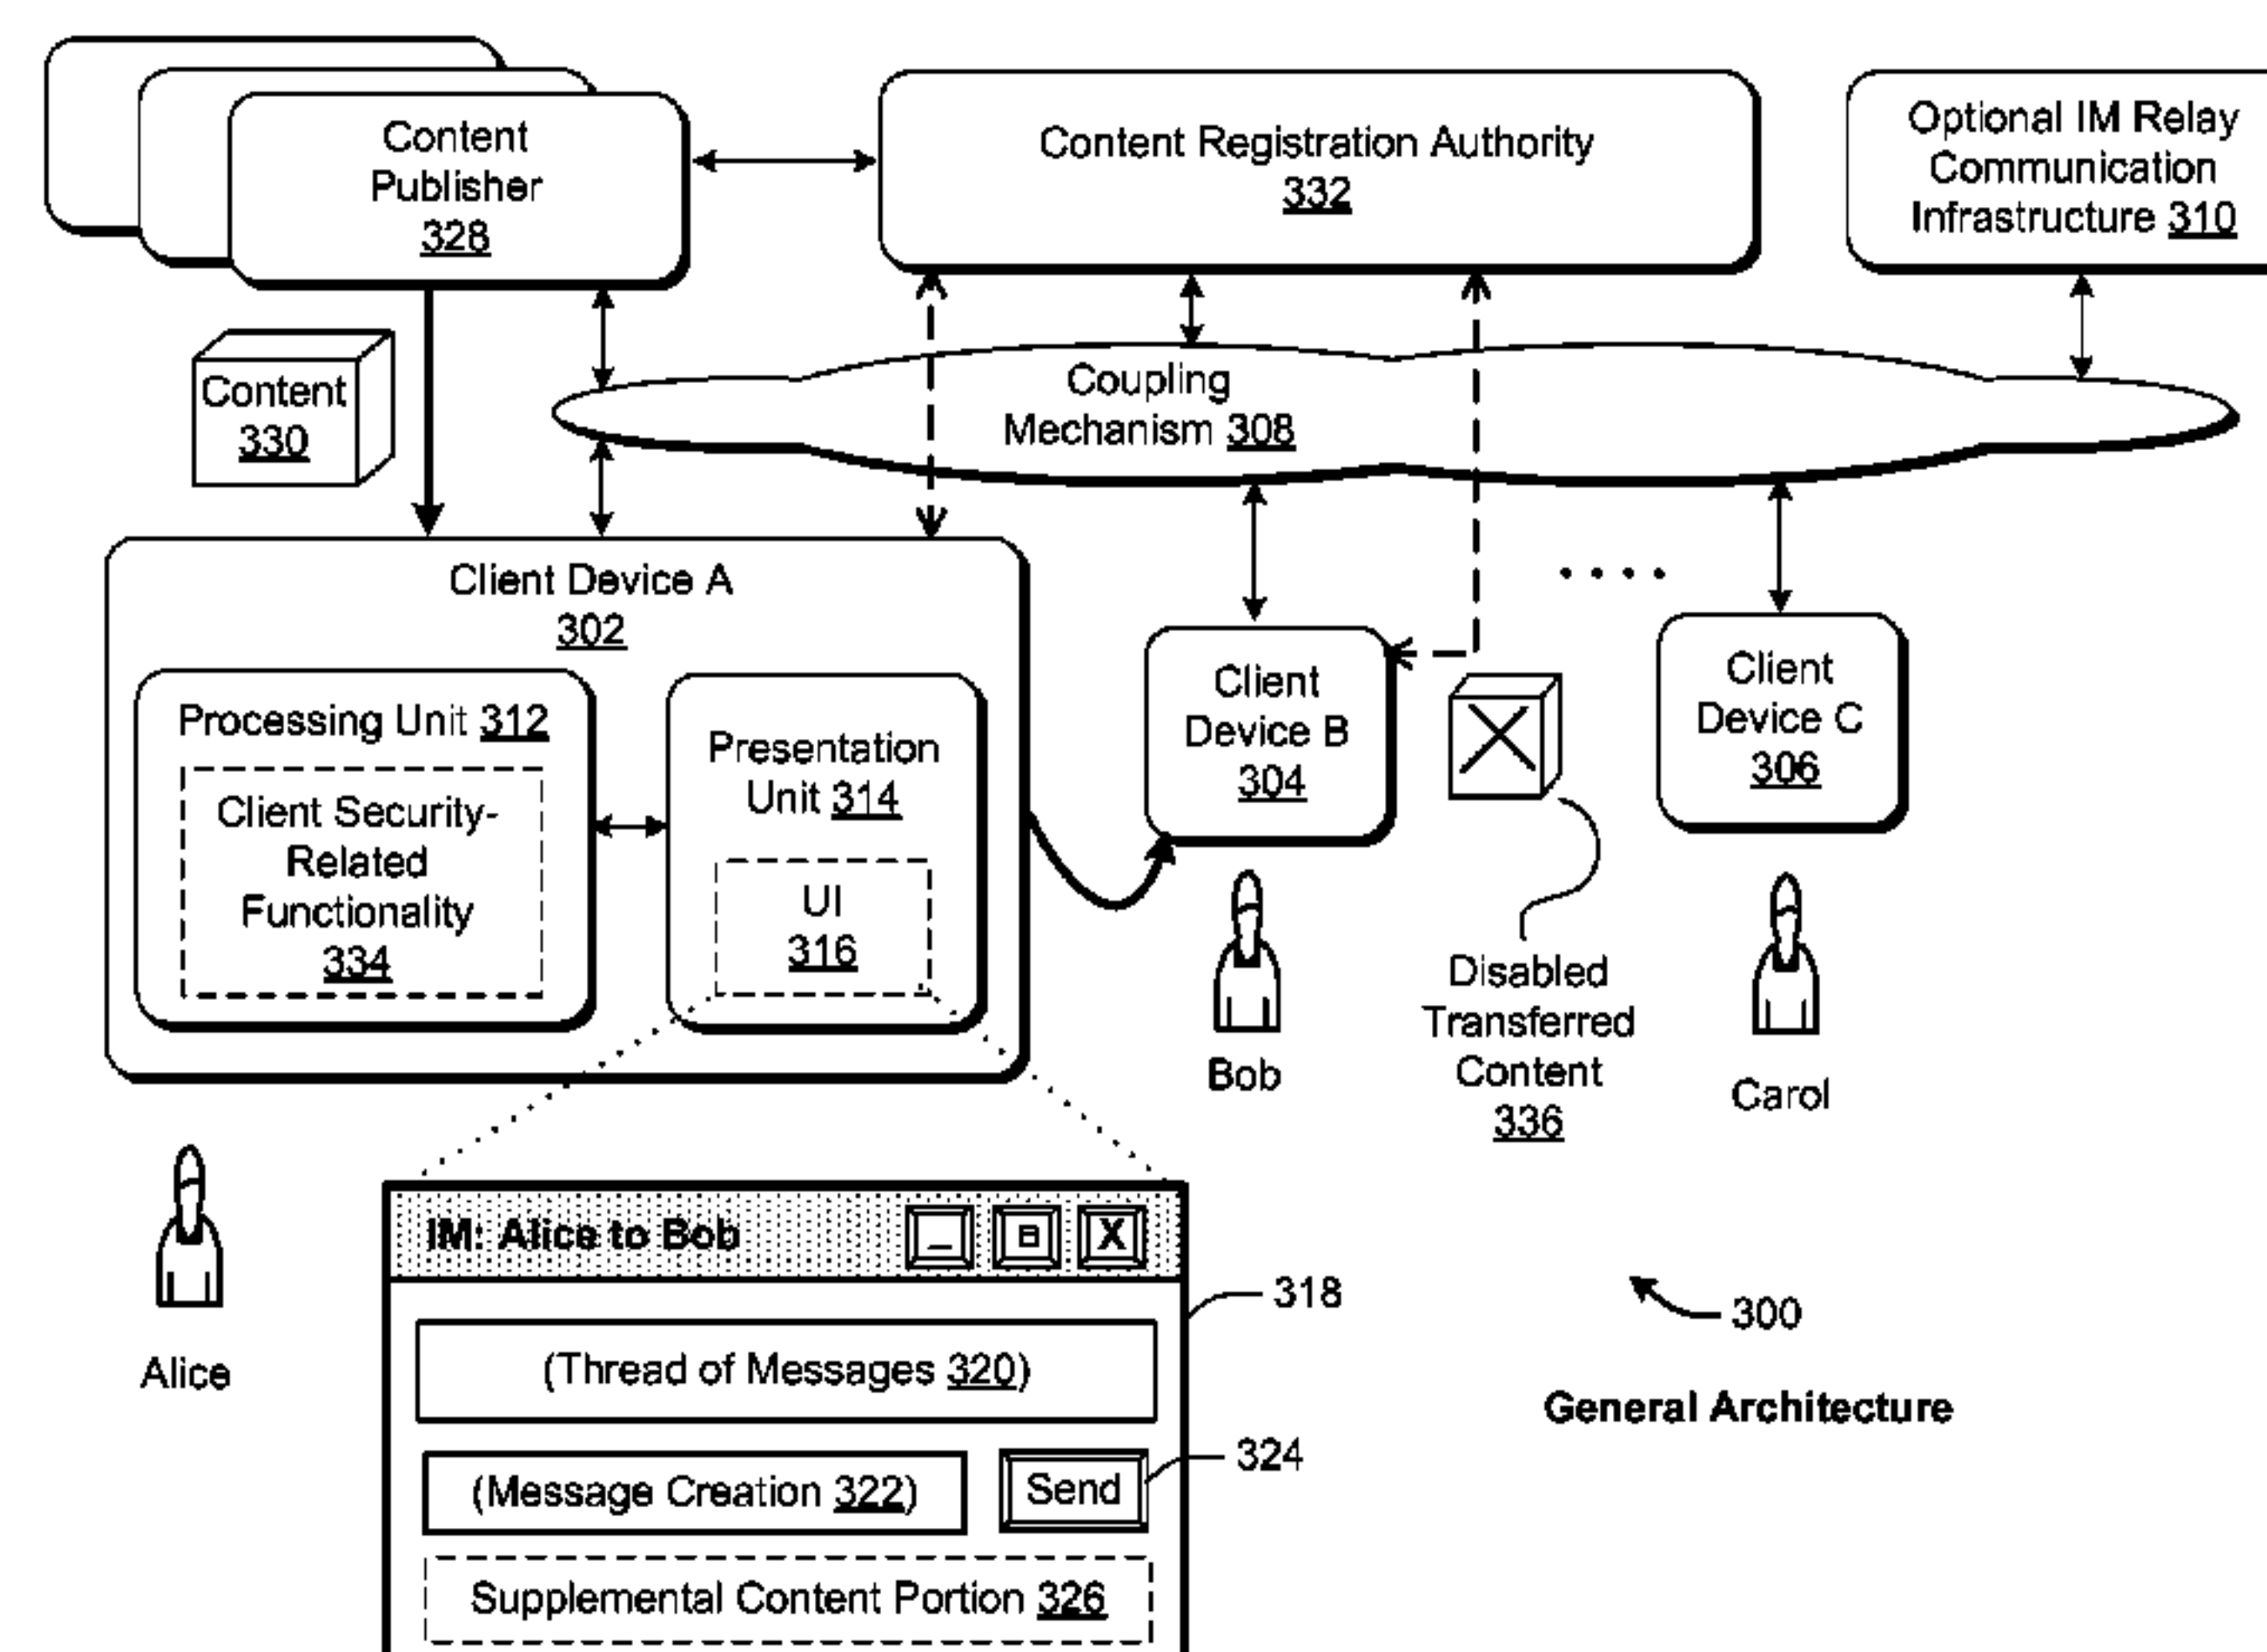 Content
Publisher
328
Content Registration Authority
332
Optional IM Relay
Communication
Infrastructure 310
Content
330
Coupling
Mechanism 308
Client Device A
302
Processing Unit 312
Client Security-
Related
Functionality
334
Presentation
Unit 314
UI
316
Client
Device B
304
Client
Device C
306
Disabled
Transferred
Content
336
Bob
Carol
Alice
IM: Alice to Bob
X
318
(Thread of Messages 320)
(Message Creation 322)
Send
324
Supplemental Content Portion 326
300
General Architecture